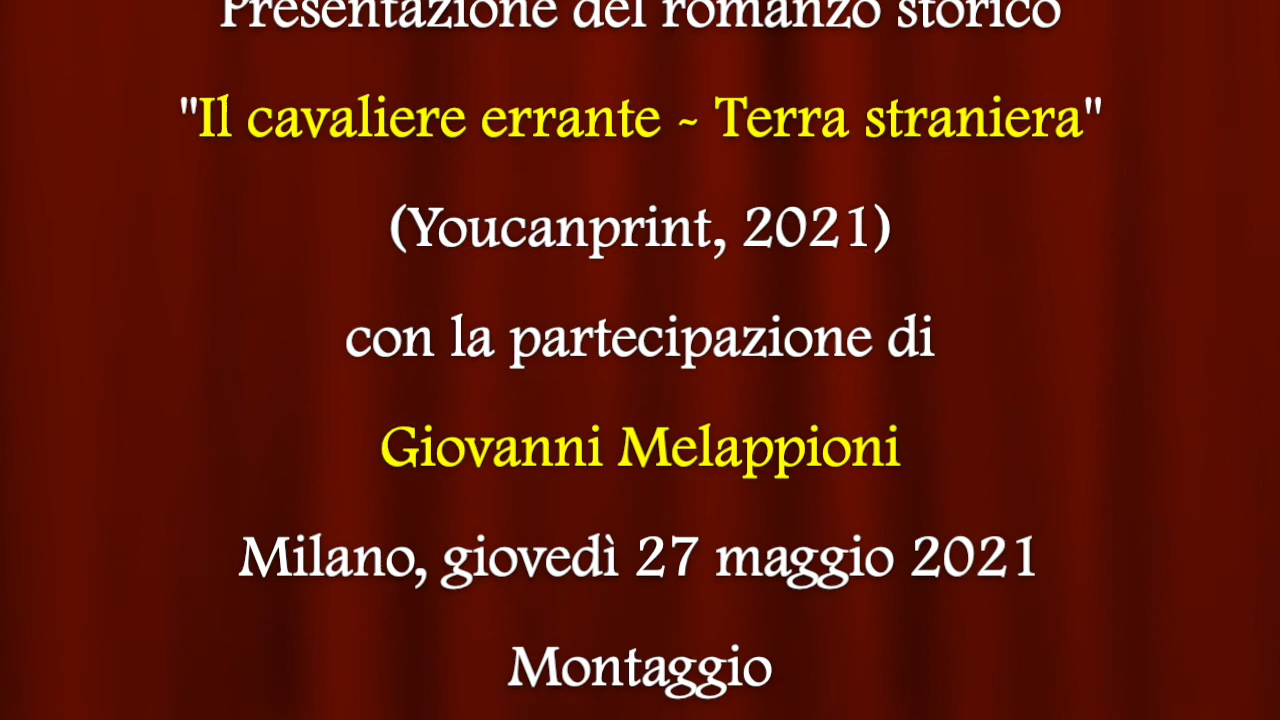 Presentazione del romanzo storico
"Il cavaliere errante ~ Terra straniera"
(Youcanprint, 2021)
con la partecipazione di
Giovanni Melappioni
Milano, giovedì 27 maggio 2021
Montaggio